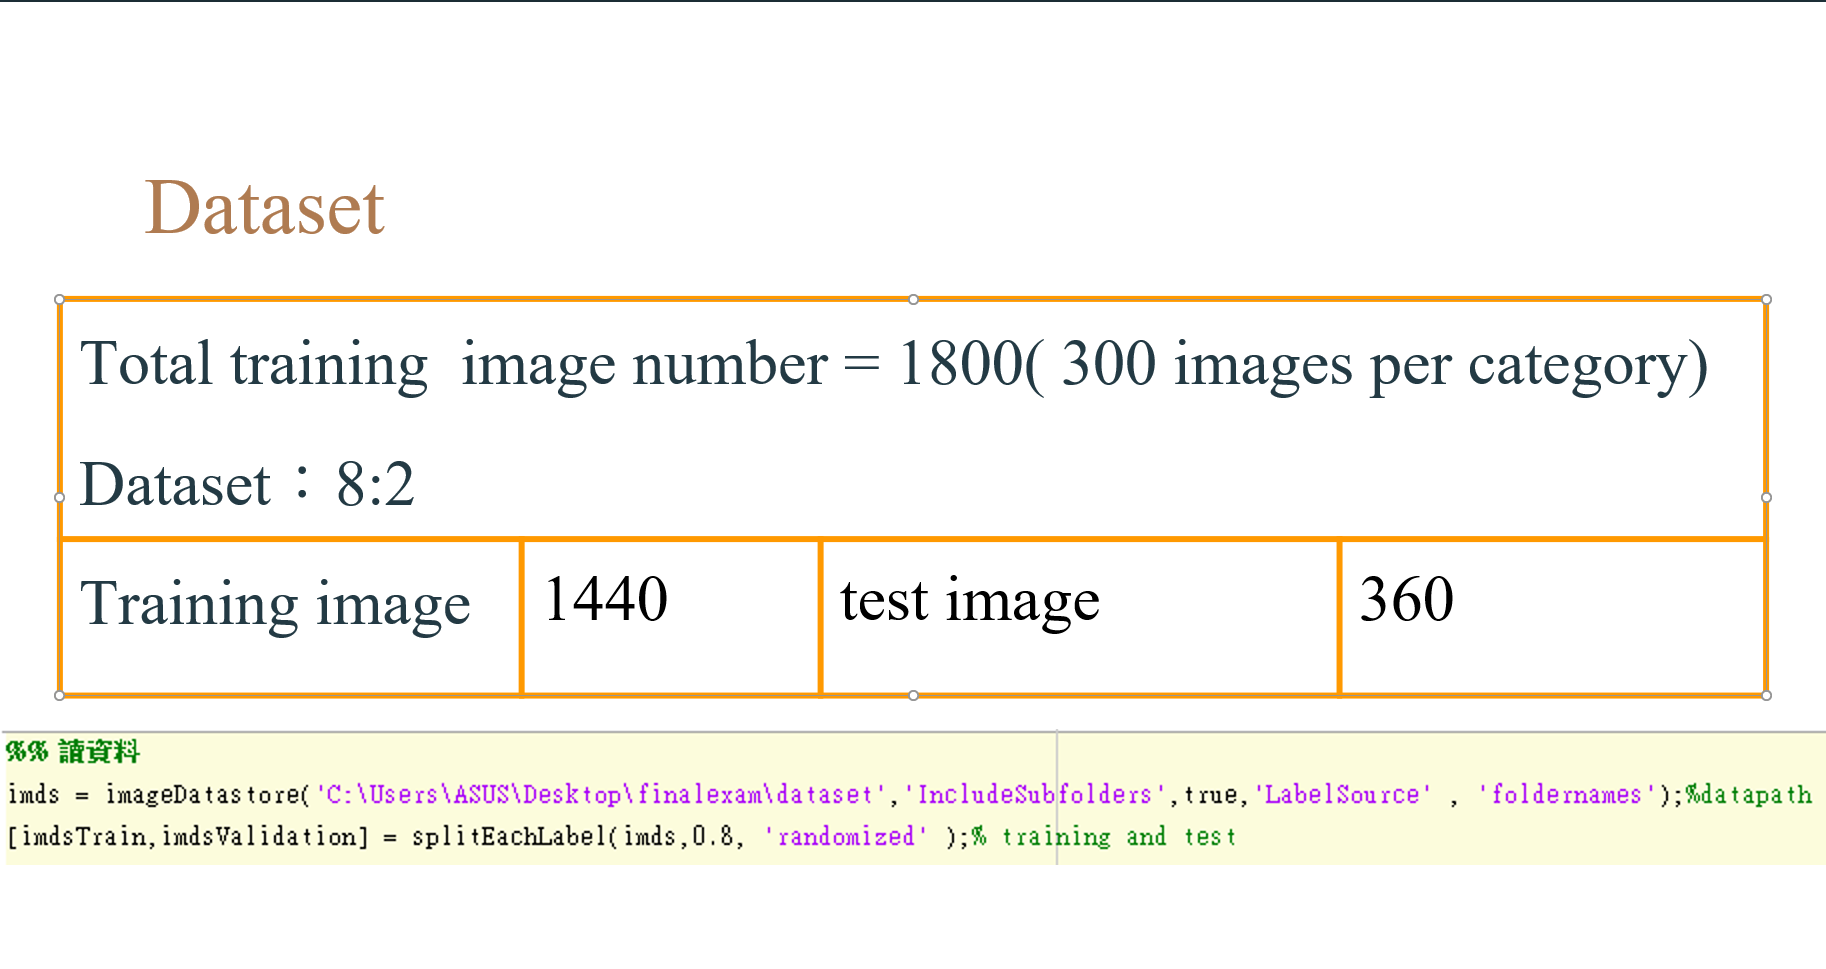 Dataset
Total training  image number = 1800( 300 images per category)
Dataset：8:2
Training image 1440 test image 360
%% 讀資料
imds = imageDatastore('C:\Users\ASUS\Desktop\finalexam\dataset','IncludeSubfolders',true,'LabelSource' , 'foldernames');%datapath
[imdsTrain,imdsValidation] = splitEachLabel(imds,0.8, 'randomized' );% training and test